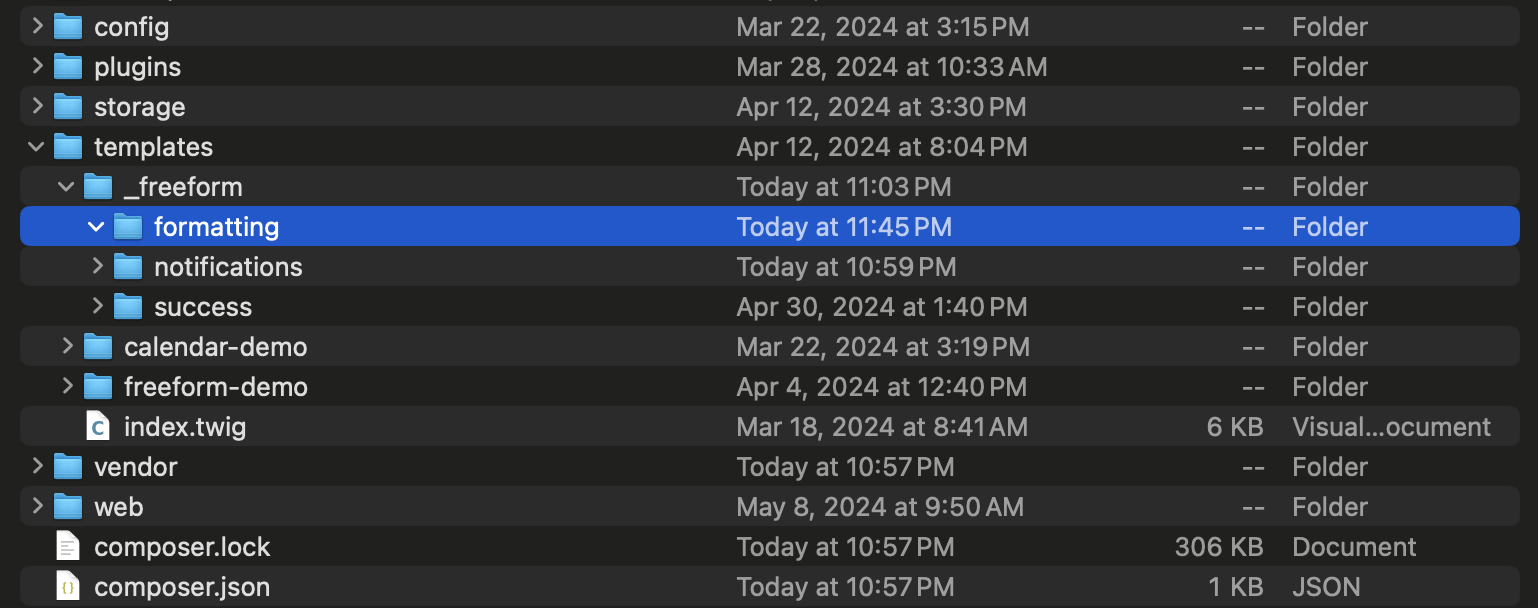 config Mar 22, 2024 at 3:15 PM -- Folder
plugins Mar 28, 2024 at 10:33 AM -- Folder
storage Apr 12, 2024 at 3:30 PM -- Folder
templates Apr 12, 2024 at 8:04 PM -- Folder
_freeform Today at 11:03 PM -- Folder
formatting Today at 11:45 PM -- Folder
notifications Today at 10:59 PM -- Folder
success Apr 30, 2024 at 1:40 PM -- Folder
calendar-demo Mar 22, 2024 at 3:19 PM -- Folder
freeform-demo Apr 4, 2024 at 12:40 PM -- Folder
index.twig Mar 18, 2024 at 8:41 AM 6 KB Visual...ocument
vendor Today at 10:57 PM -- Folder
web May 8, 2024 at 9:50 AM -- Folder
composer.lock Today at 10:57 PM 306 KB Document
composer.json Today at 10:57 PM 1 KB JSON